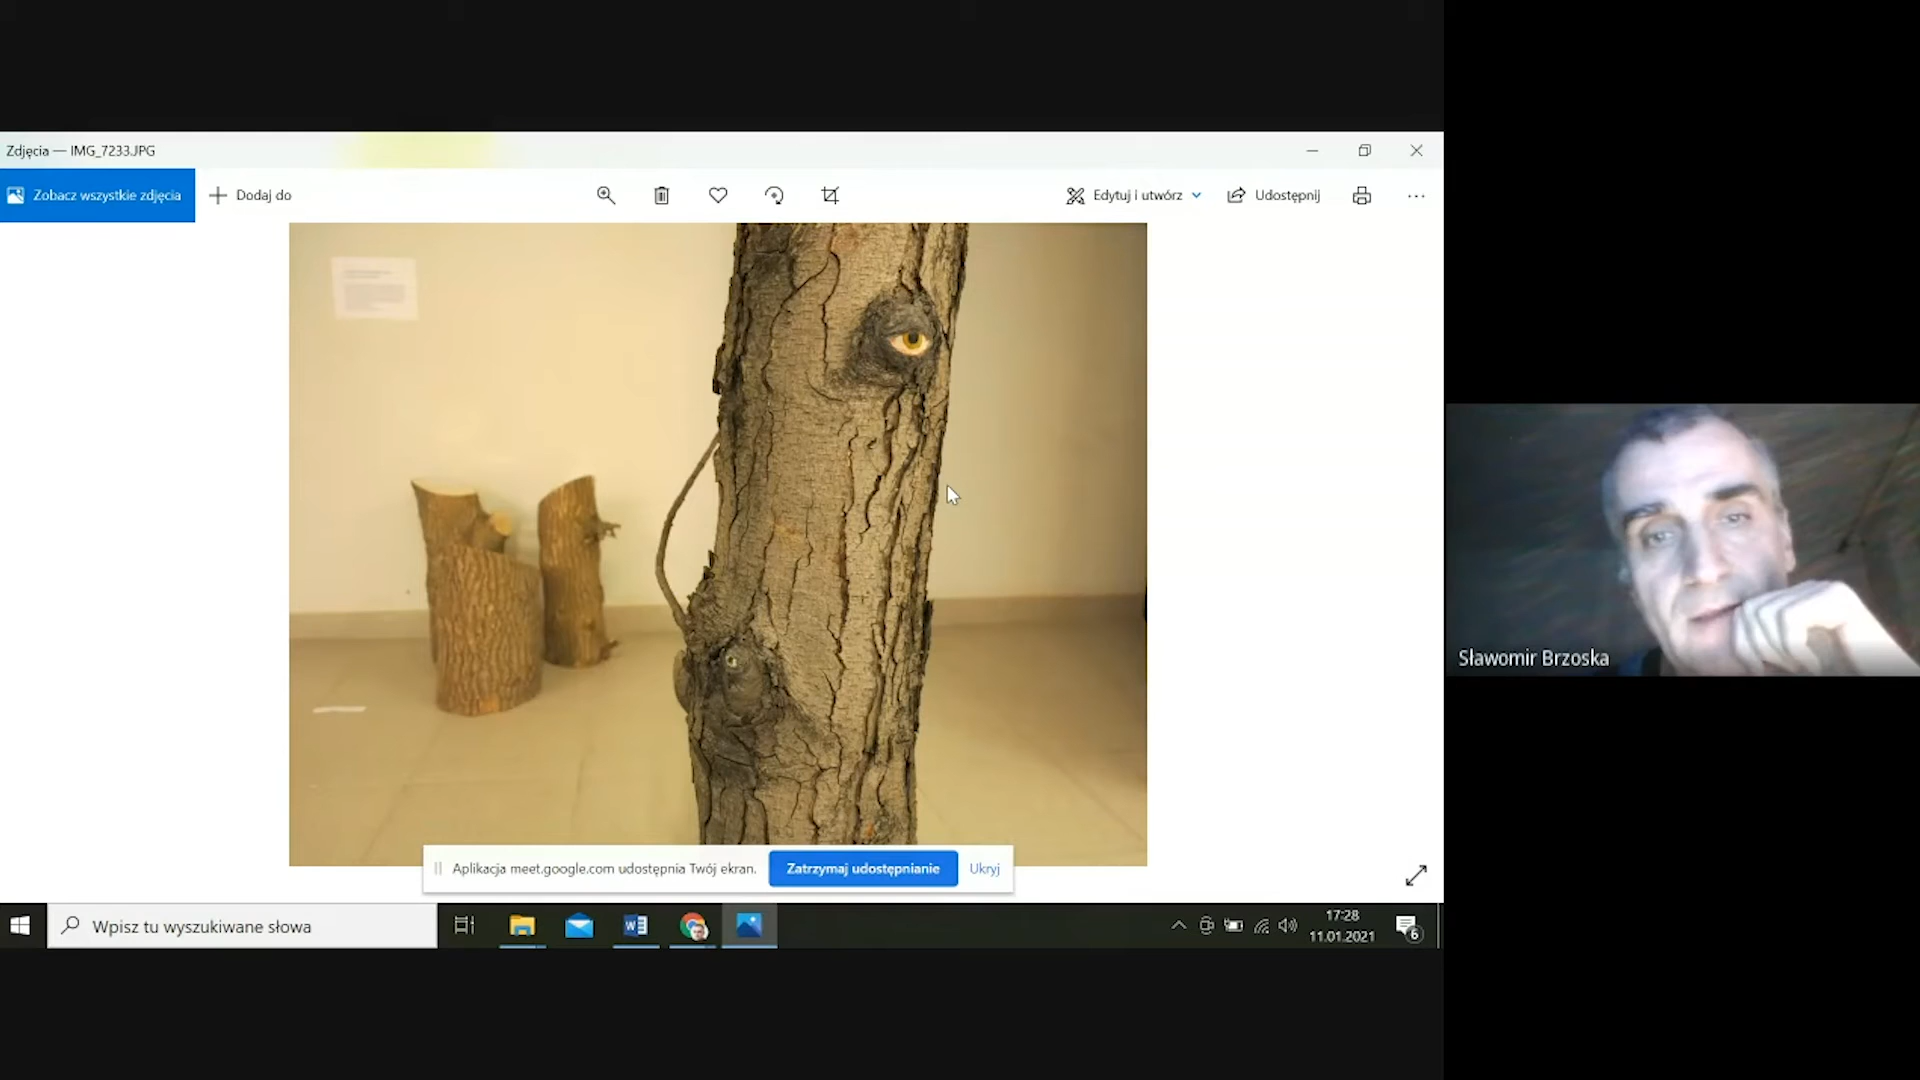 Zdjęcia — IMG_7233.JPG
Zobacz wszystkie zdjęcia
Dodaj do
Edytuj i utwórz
Udostępnij
Sławomir Brzoska
Aplikacja meet.google.com udostępnia Twój ekran.
Zatrzymaj udostępnianie
Ukryj
Wpisz tu wyszukiwane słowa
17:28
11.01.2021
6